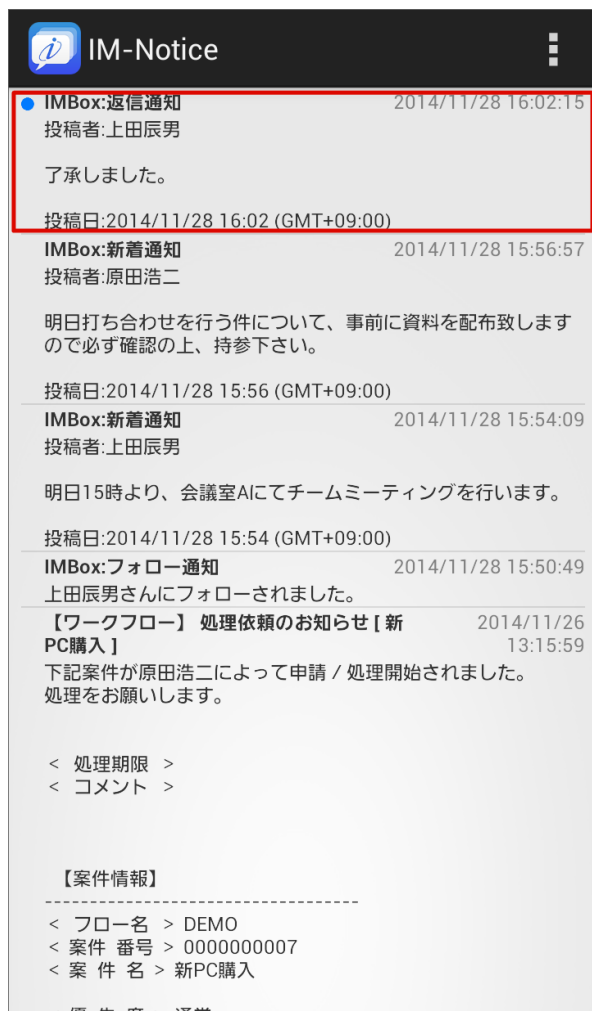 IM-Notice
IMBox:返信通知 2014/11/28 16:02:15
投稿者:上田辰男
了承しました。
投稿日:2014/11/28 16:02 (GMT+09:00)
IMBox:新着通知 2014/11/28 15:56:57
投稿者:原田浩二
明日打ち合わせを行う件について、事前に資料を配布致します
ので必ず確認の上、持参下さい。
投稿日:2014/11/28 15:56 (GMT+09:00)
IMBox:新着通知 2014/11/28 15:54:09
投稿者:上田辰男
明日15時より、会議室Aにてチームミーティングを行います。
投稿日:2014/11/28 15:54 (GMT+09:00)
IMBox:フォロー通知 2014/11/28 15:50:49
上田辰男さんにフォローされました。
【ワークフロー】 処理依頼のお知らせ [ 新 2014/11/26
PC購入 ] 13:15:59
下記案件が原田浩二によって申請 / 処理開始されました。
処理をお願いします。
< 処理期限 >
< コメント >
【案件情報】
----------------------------------
< フロー名 > DEMO
< 案件 番号 > 0000000007
< 案 件 名 > 新PC購入